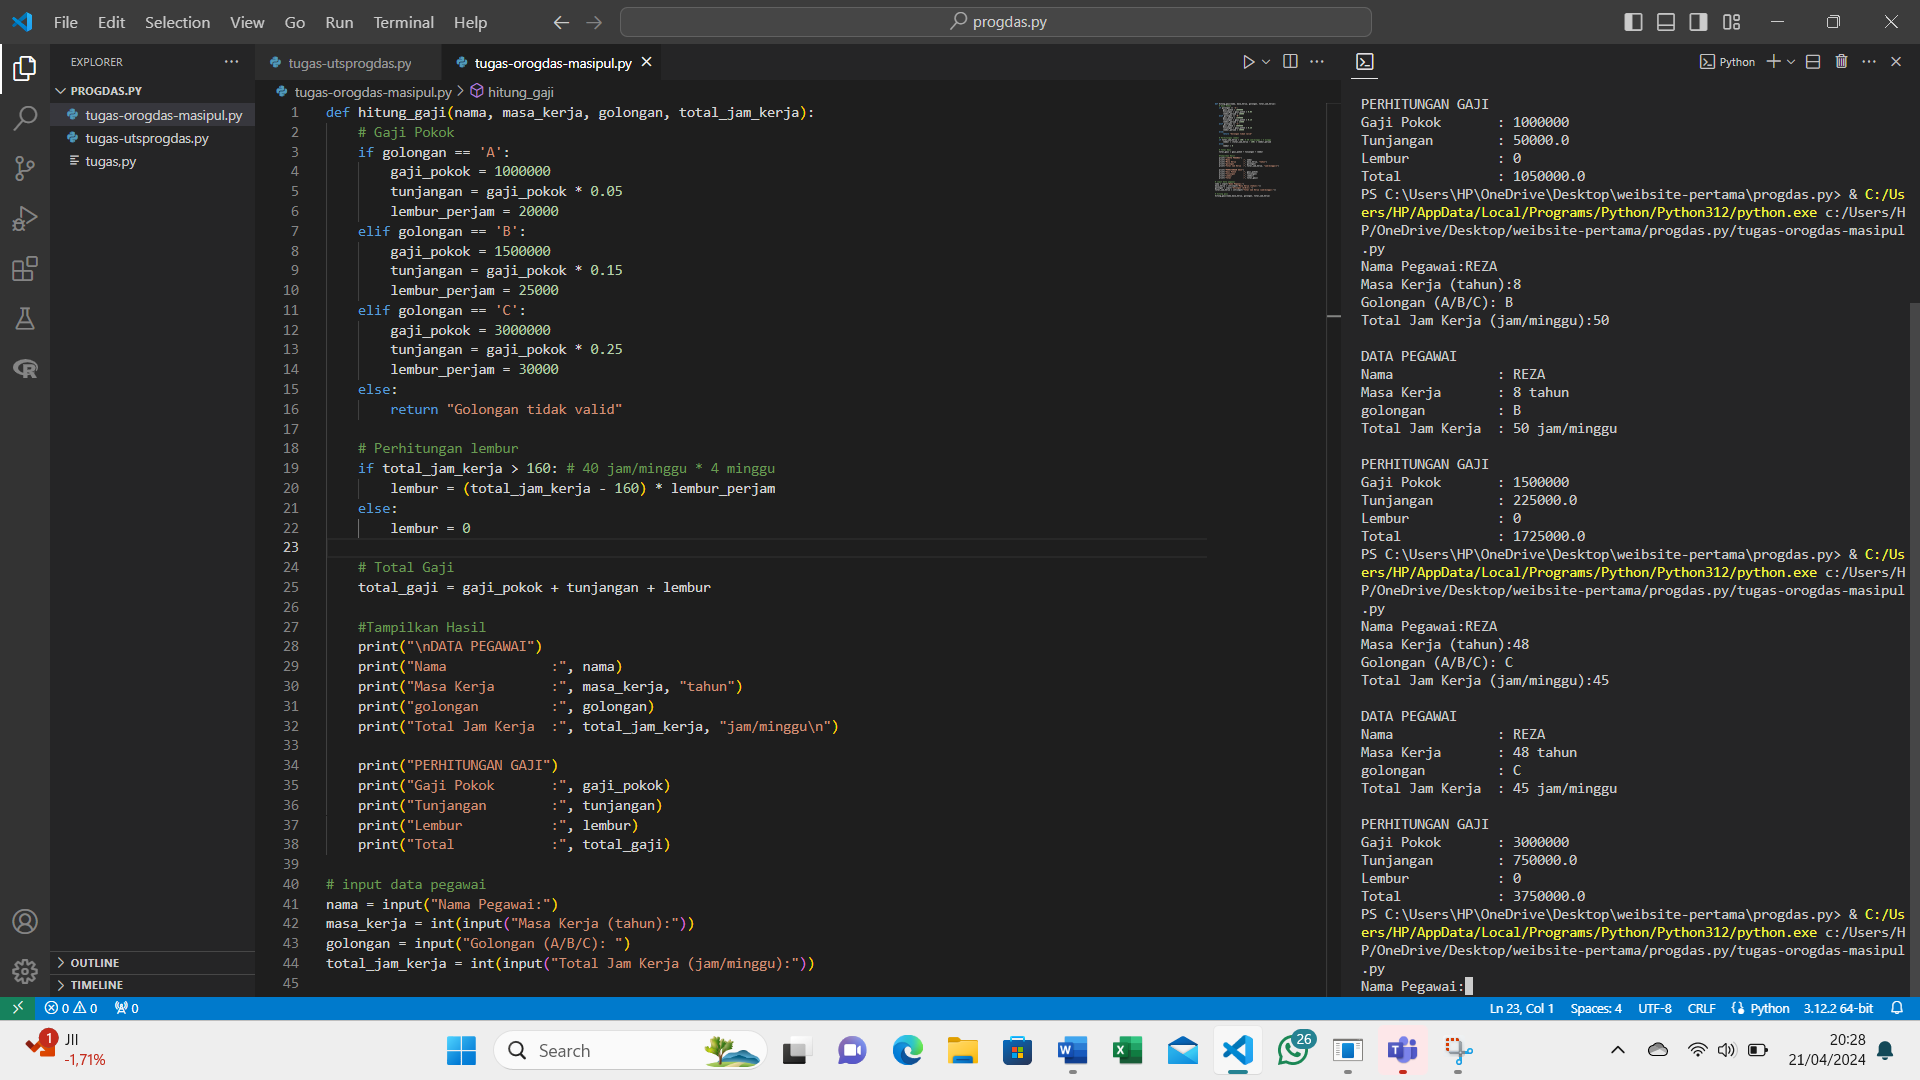 File Edit Selection View Go Run Terminal Help
progdas.py
EXPLORER
PROGDAS.PY
tugas-orogdas-masipul.py
tugas-utsprogdas.py
tugas.py
OUTLINE
TIMELINE
tugas-utsprogdas.py
tugas-orogdas-masipul.py
tugas-orogdas-masipul.py > hitung_gaji
1 def hitung_gaji(nama, masa_kerja, golongan, total_jam_kerja):
2 # Gaji Pokok
3 if golongan == 'A':
4 gaji_pokok = 1000000
5 tunjangan = gaji_pokok * 0.05
6 lembur_perjam = 20000
7 elif golongan == 'B':
8 gaji_pokok = 1500000
9 tunjangan = gaji_pokok * 0.15
10 lembur_perjam = 25000
11 elif golongan == 'C':
12 gaji_pokok = 3000000
13 tunjangan = gaji_pokok * 0.25
14 lembur_perjam = 30000
15 else:
16 return "Golongan tidak valid"
17
18 # Perhitungan lembur
19 if total_jam_kerja > 160: # 40 jam/minggu * 4 minggu
20 lembur = (total_jam_kerja - 160) * lembur_perjam
21 else:
22 lembur = 0
23
24 # Total Gaji
25 total_gaji = gaji_pokok + tunjangan + lembur
26
27 #Tampilkan Hasil
28 print("\nDATA PEGAWAI")
29 print("Nama             :", nama)
30 print("Masa Kerja       :", masa_kerja, "tahun")
31 print("golongan         :", golongan)
32 print("Total Jam Kerja  :", total_jam_kerja, "jam/minggu\n")
33
34 print("PERHITUNGAN GAJI")
35 print("Gaji Pokok       :", gaji_pokok)
36 print("Tunjangan        :", tunjangan)
37 print("Lembur           :", lembur)
38 print("Total            :", total_gaji)
39
40 # input data pegawai
41 nama = input("Nama Pegawai:")
42 masa_kerja = int(input("Masa Kerja (tahun):"))
43 golongan = input("Golongan (A/B/C): ")
44 total_jam_kerja = int(input("Total Jam Kerja (jam/minggu):"))
45
Python
PERHITUNGAN GAJI
Gaji Pokok       : 1000000
Tunjangan        : 50000.0
Lembur           : 0
Total            : 1050000.0
PS C:\Users\HP\OneDrive\Desktop\weibsite-pertama\progdas.py> & C:/Us
ers/HP/AppData/Local/Programs/Python/Python312/python.exe c:/Users/H
P/OneDrive/Desktop/weibsite-pertama/progdas.py/tugas-orogdas-masipul
.py
Nama Pegawai:REZA
Masa Kerja (tahun):8
Golongan (A/B/C): B
Total Jam Kerja (jam/minggu):50
DATA PEGAWAI
Nama             : REZA
Masa Kerja       : 8 tahun
golongan         : B
Total Jam Kerja  : 50 jam/minggu
PERHITUNGAN GAJI
Gaji Pokok       : 1500000
Tunjangan        : 225000.0
Lembur           : 0
Total            : 1725000.0
PS C:\Users\HP\OneDrive\Desktop\weibsite-pertama\progdas.py> & C:/Us
ers/HP/AppData/Local/Programs/Python/Python312/python.exe c:/Users/H
P/OneDrive/Desktop/weibsite-pertama/progdas.py/tugas-orogdas-masipul
.py
Nama Pegawai:REZA
Masa Kerja (tahun):48
Golongan (A/B/C): C
Total Jam Kerja (jam/minggu):45
DATA PEGAWAI
Nama             : REZA
Masa Kerja       : 48 tahun
golongan         : C
Total Jam Kerja  : 45 jam/minggu
PERHITUNGAN GAJI
Gaji Pokok       : 3000000
Tunjangan        : 750000.0
Lembur           : 0
Total            : 3750000.0
PS C:\Users\HP\OneDrive\Desktop\weibsite-pertama\progdas.py> & C:/Us
ers/HP/AppData/Local/Programs/Python/Python312/python.exe c:/Users/H
P/OneDrive/Desktop/weibsite-pertama/progdas.py/tugas-orogdas-masipul
.py
Nama Pegawai:
0 0 0
Ln 23, Col 1 Spaces: 4 UTF-8 CRLF Python 3.12.2 64-bit
1
JII
-1,71%
Search
26
20:28
21/04/2024